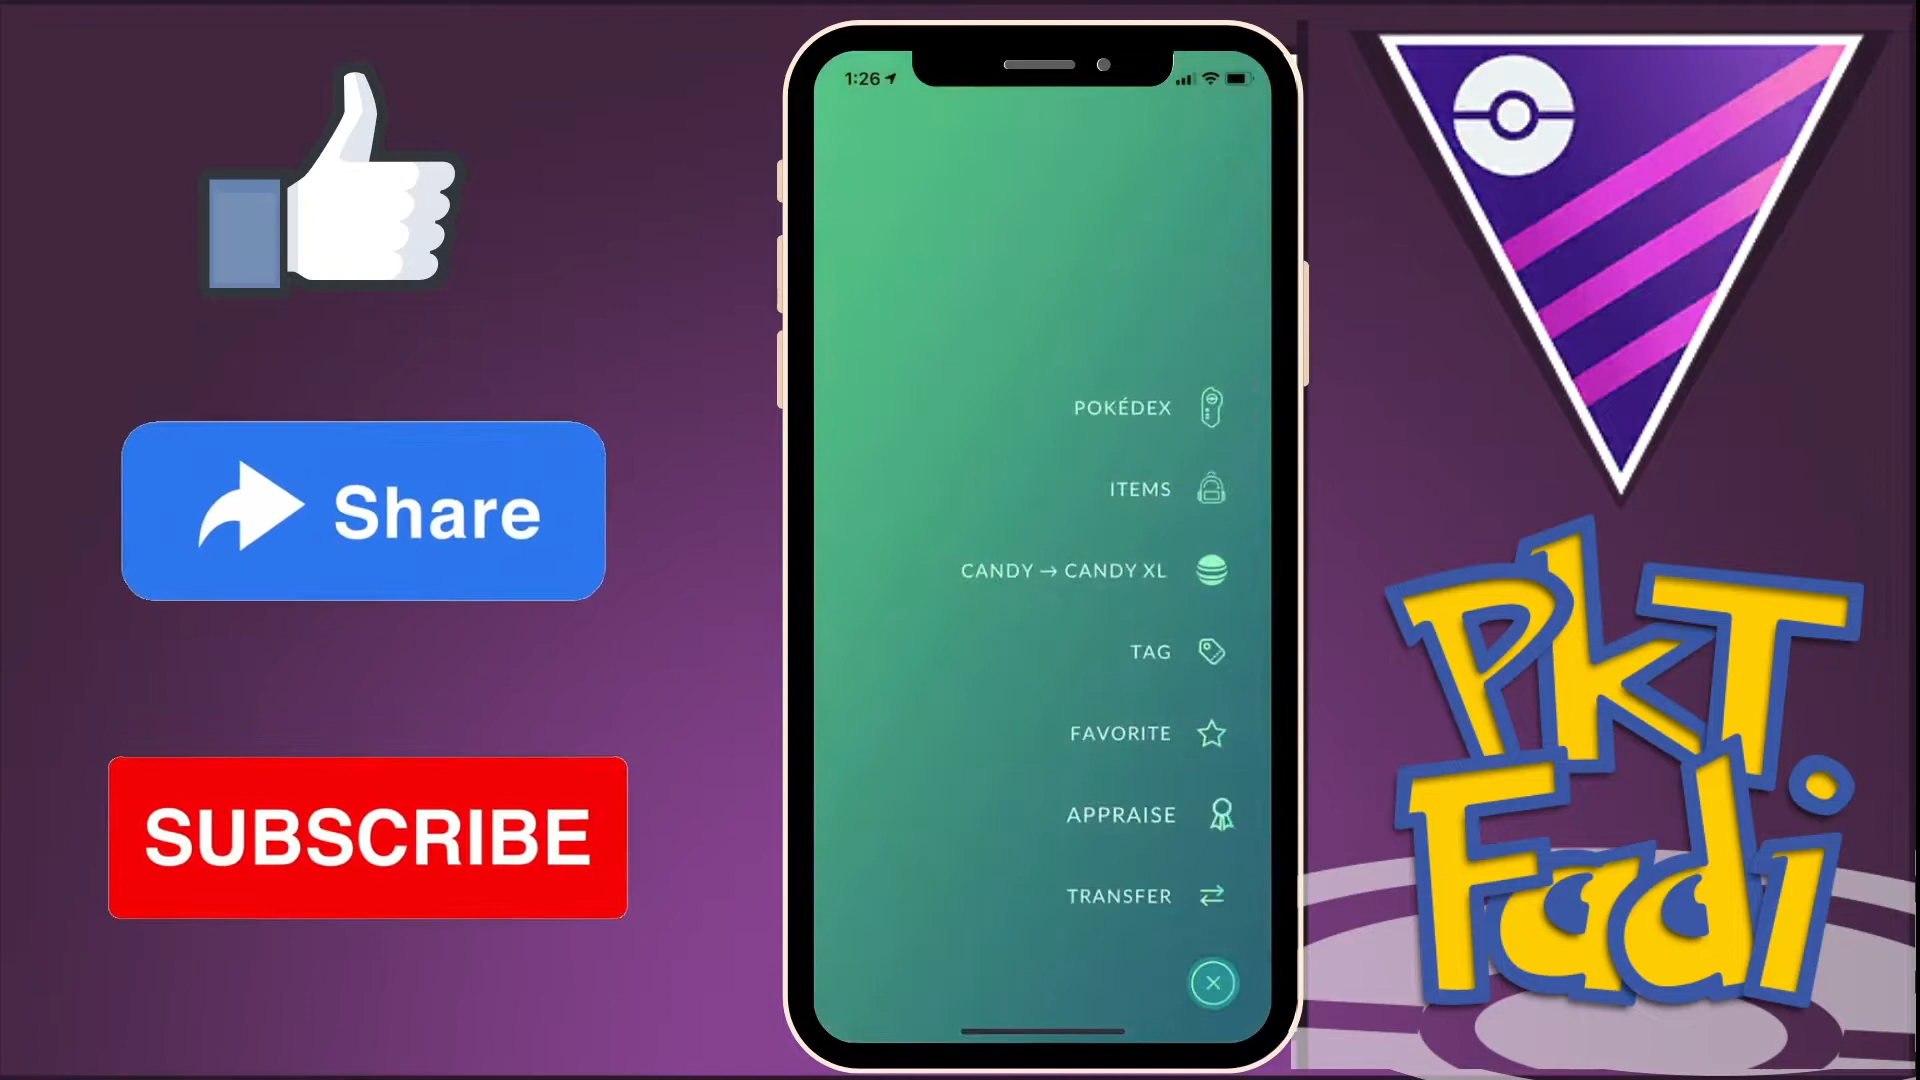 1:26
Share
SUBSCRIBE
POKÉDEX
ITEMS
CANDY → CANDY XL
TAG
FAVORITE
APPRAISE
TRANSFER
PkT.
Fadi